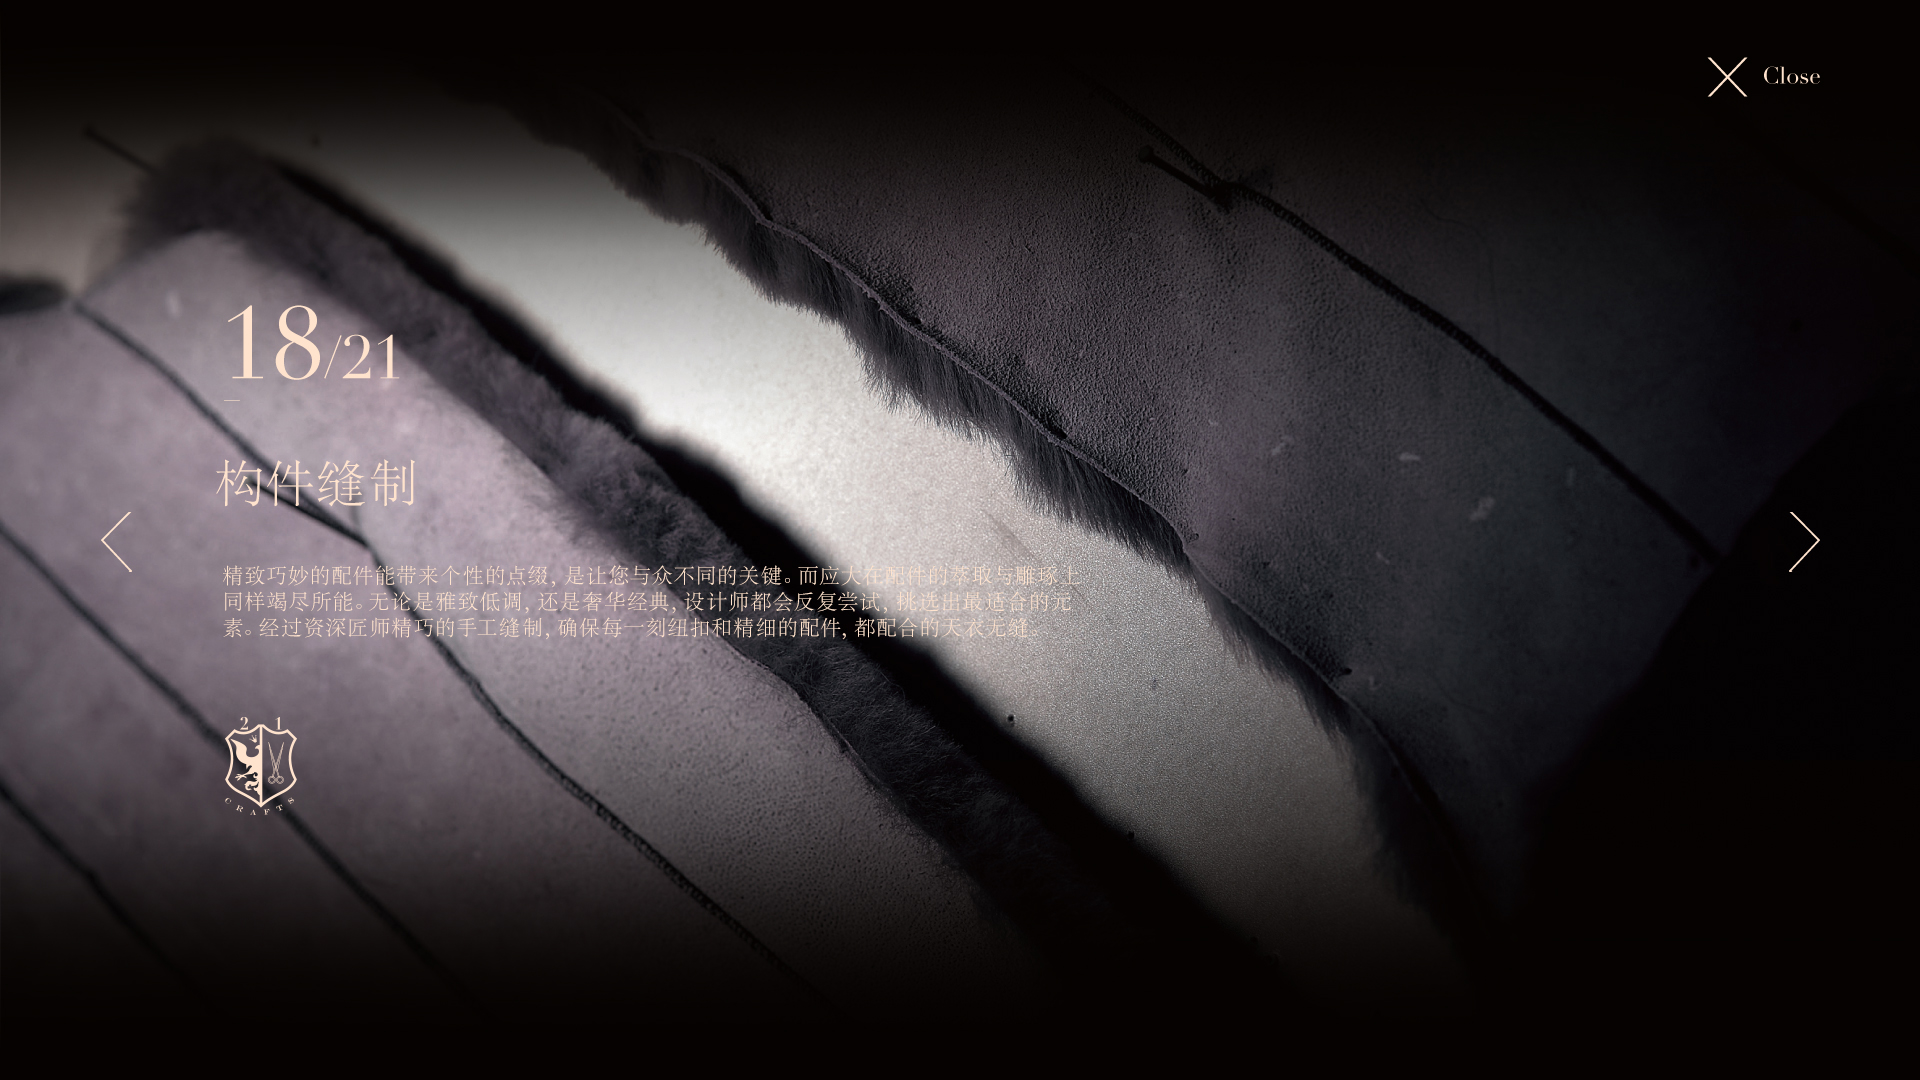 Close
18/21
构件缝制
精致巧妙的配件能带来个性的点缀, 是让您与众不同的关键。而应大在配件的萃取与雕琢上
同样竭尽所能。无论是雅致低调, 还是奢华经典, 设计师都会反复尝试, 挑选出最适合的元
素。经过资深匠师精巧的手工缝制, 确保每一刻纽扣和精细的配件, 都配合的天衣无缝。
2 1
CRAFTS